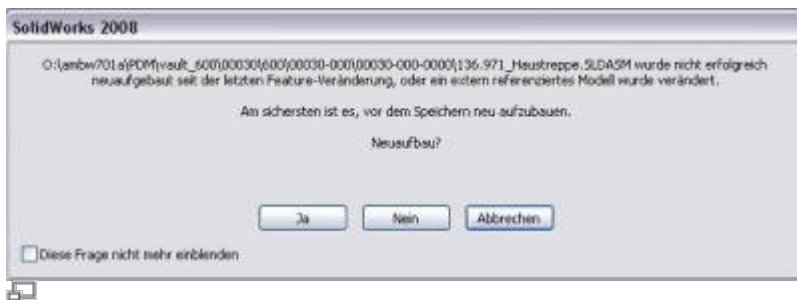 SolidWorks 2008
O:\ambw701a\PDM\vault_600\00030\600\00030-000\00030-000-0000\136.971_Haustreppe.SLDASM wurde nicht erfolgreich
neuaufgebaut seit der letzten Feature-Veränderung, oder ein extern referenziertes Modell wurde verändert.
Am sichersten ist es, vor dem Speichern neu aufzubauen.
Neuaufbau?
Ja Nein Abbrechen
Diese Frage nicht mehr einblenden